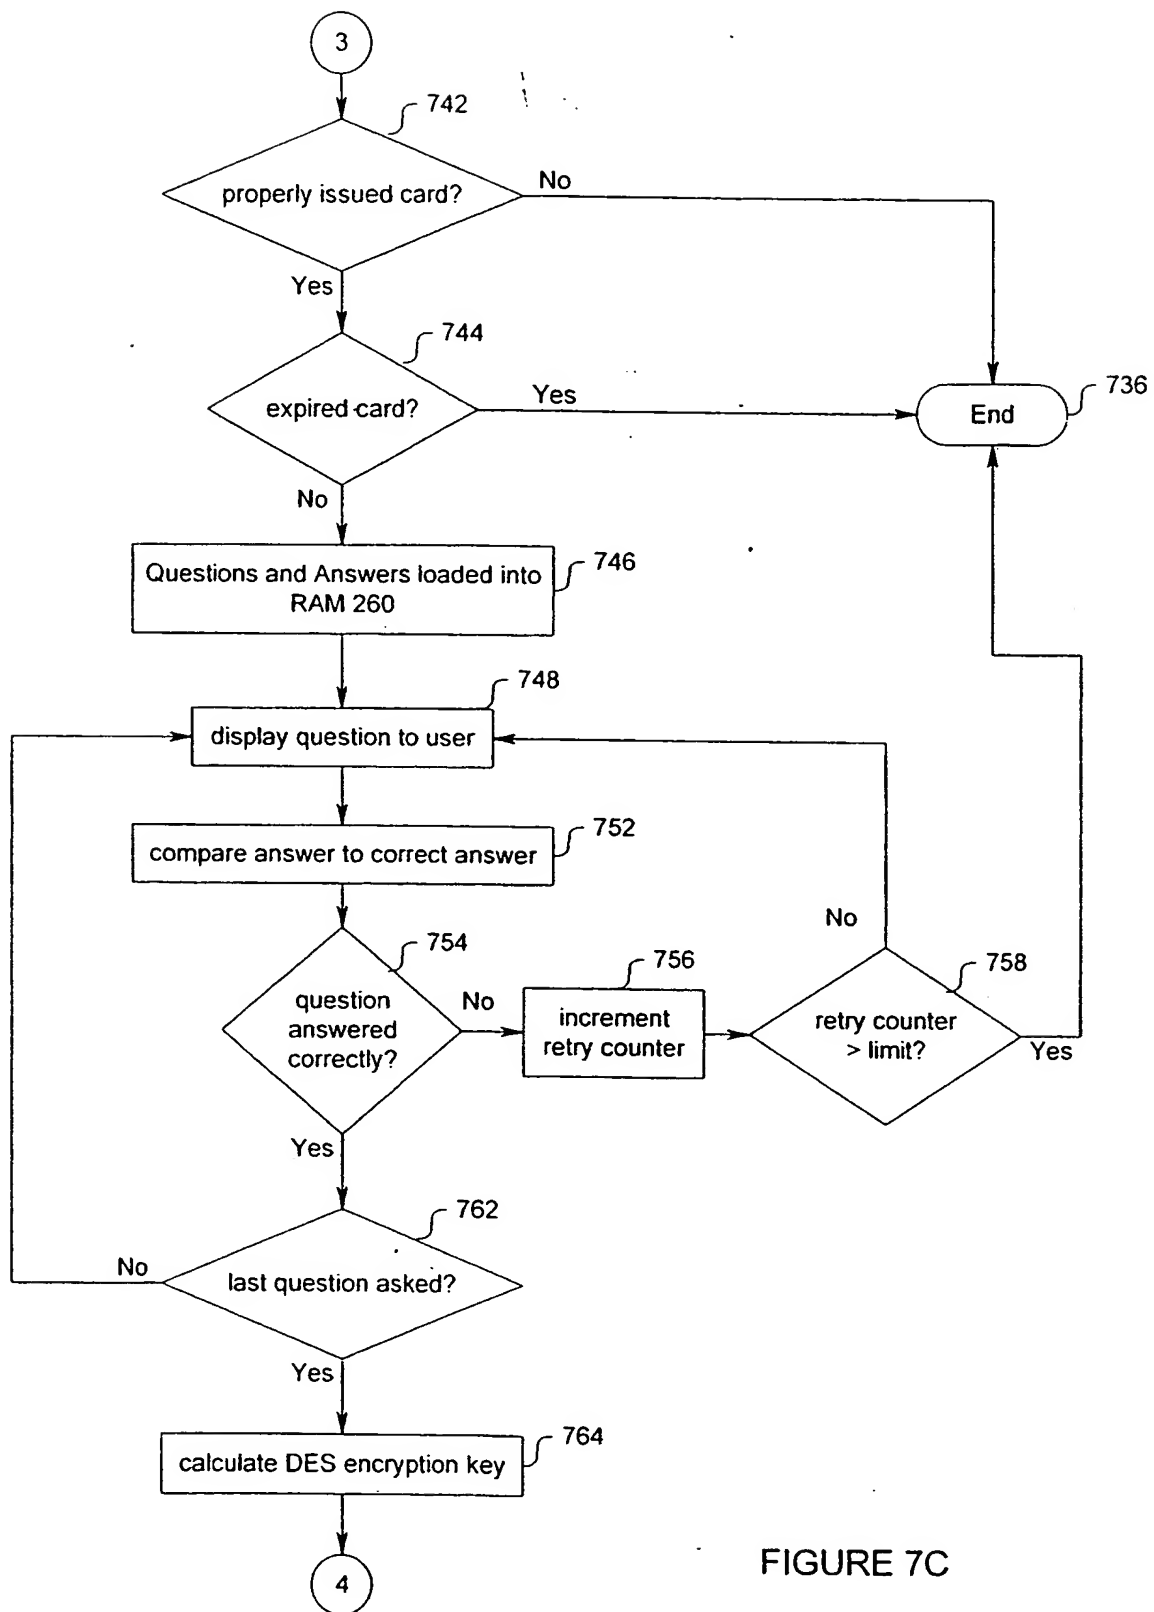 3
742
properly issued card?
No
Yes
744
expired card?
Yes
736
End
No
746
Questions and Answers loaded into
RAM 260
748
display question to user
752
compare answer to correct answer
No
754
756
758
question
answered
correctly?
No
increment
retry counter
retry counter
> limit?
Yes
Yes
762
No
last question asked?
Yes
764
calculate DES encryption key
4
FIGURE 7C